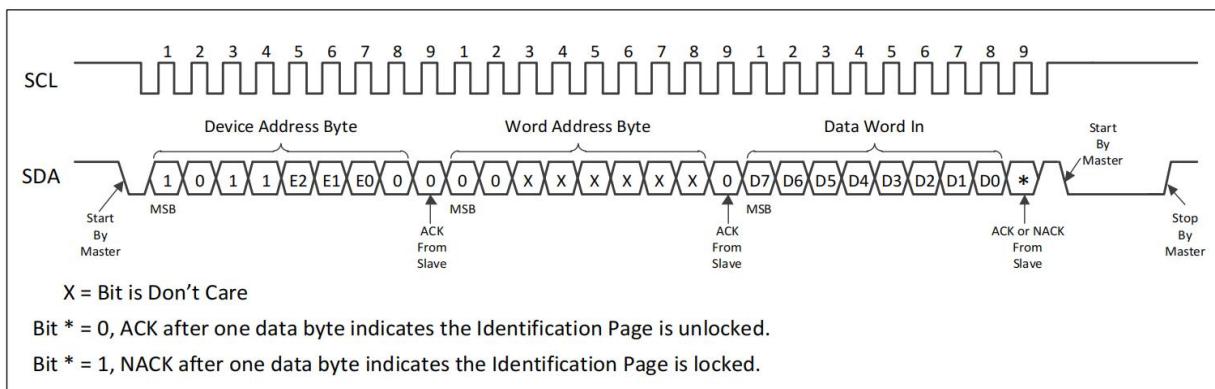 1 2 3 4 5 6 7 8 9 1 2 3 4 5 6 7 8 9 1 2 3 4 5 6 7 8 9
SCL
Device Address Byte Word Address Byte Data Word In
Start
By
Master
SDA
1 0 1 1 E2 E1 E0 0 0 0 0 X X X X X X 0 D7 D6 D5 D4 D3 D2 D1 D0 *
MSB MSB MSB
Start
By
Master
ACK
From
Slave
ACK
From
Slave
ACK or NACK
From
Slave
Stop
By
Master
X = Bit is Don’t Care
Bit * = 0, ACK after one data byte indicates the Identification Page is unlocked.
Bit * = 1, NACK after one data byte indicates the Identification Page is locked.